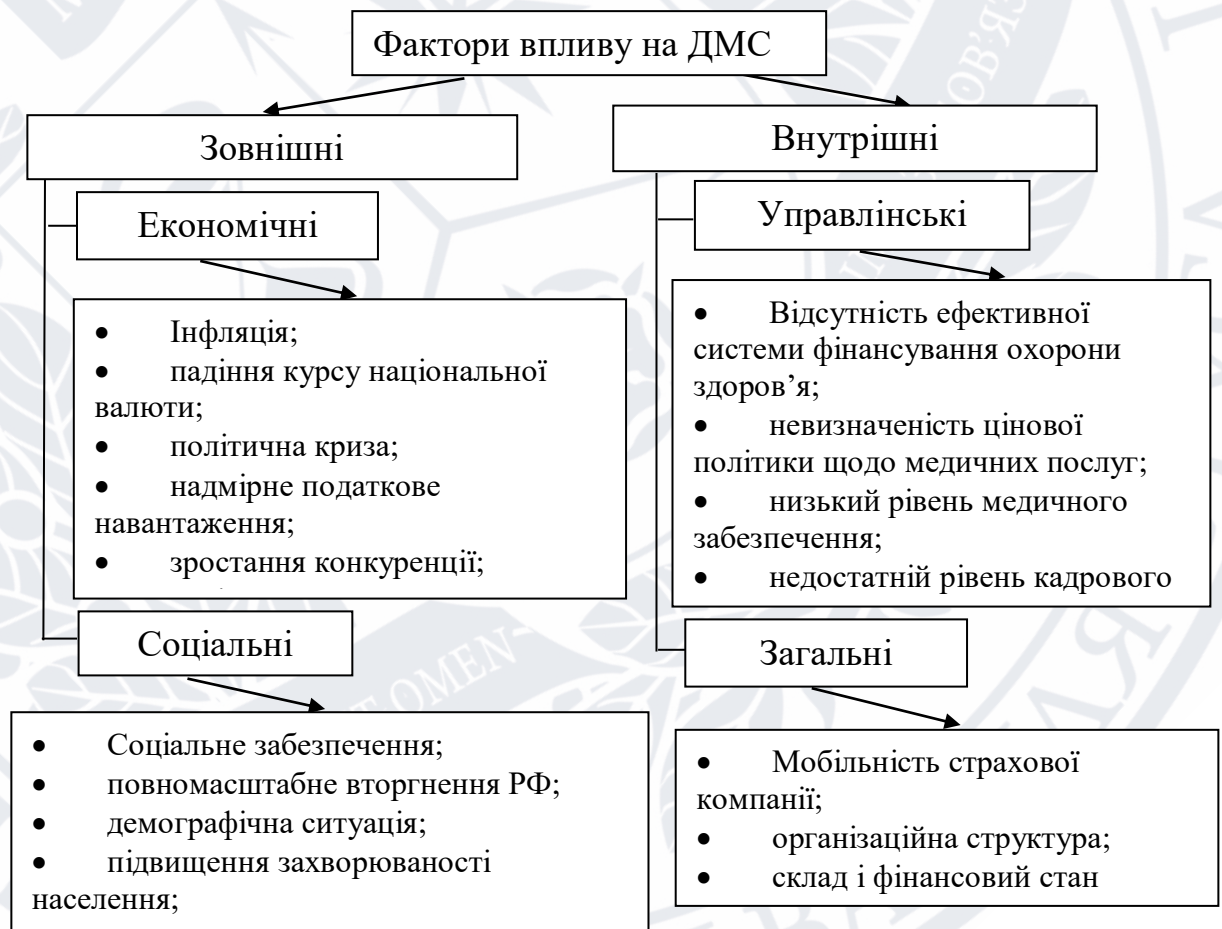 Фактори впливу на ДМС
Зовнішні
Внутрішні
Економічні
Управлінські
• Інфляція;
• падіння курсу національної
валюти;
• політична криза;
• надмірне податкове
навантаження;
• зростання конкуренції;
• Відсутність ефективної
системи фінансування охорони
здоров’я;
• невизначеність цінової
політики щодо медичних послуг;
• низький рівень медичного
забезпечення;
• недостатній рівень кадрового
Соціальні
Загальні
• Соціальне забезпечення;
• повномасштабне вторгнення РФ;
• демографічна ситуація;
• підвищення захворюваності
населення;
• Мобільність страхової
компанії;
• організаційна структура;
• склад і фінансовий стан